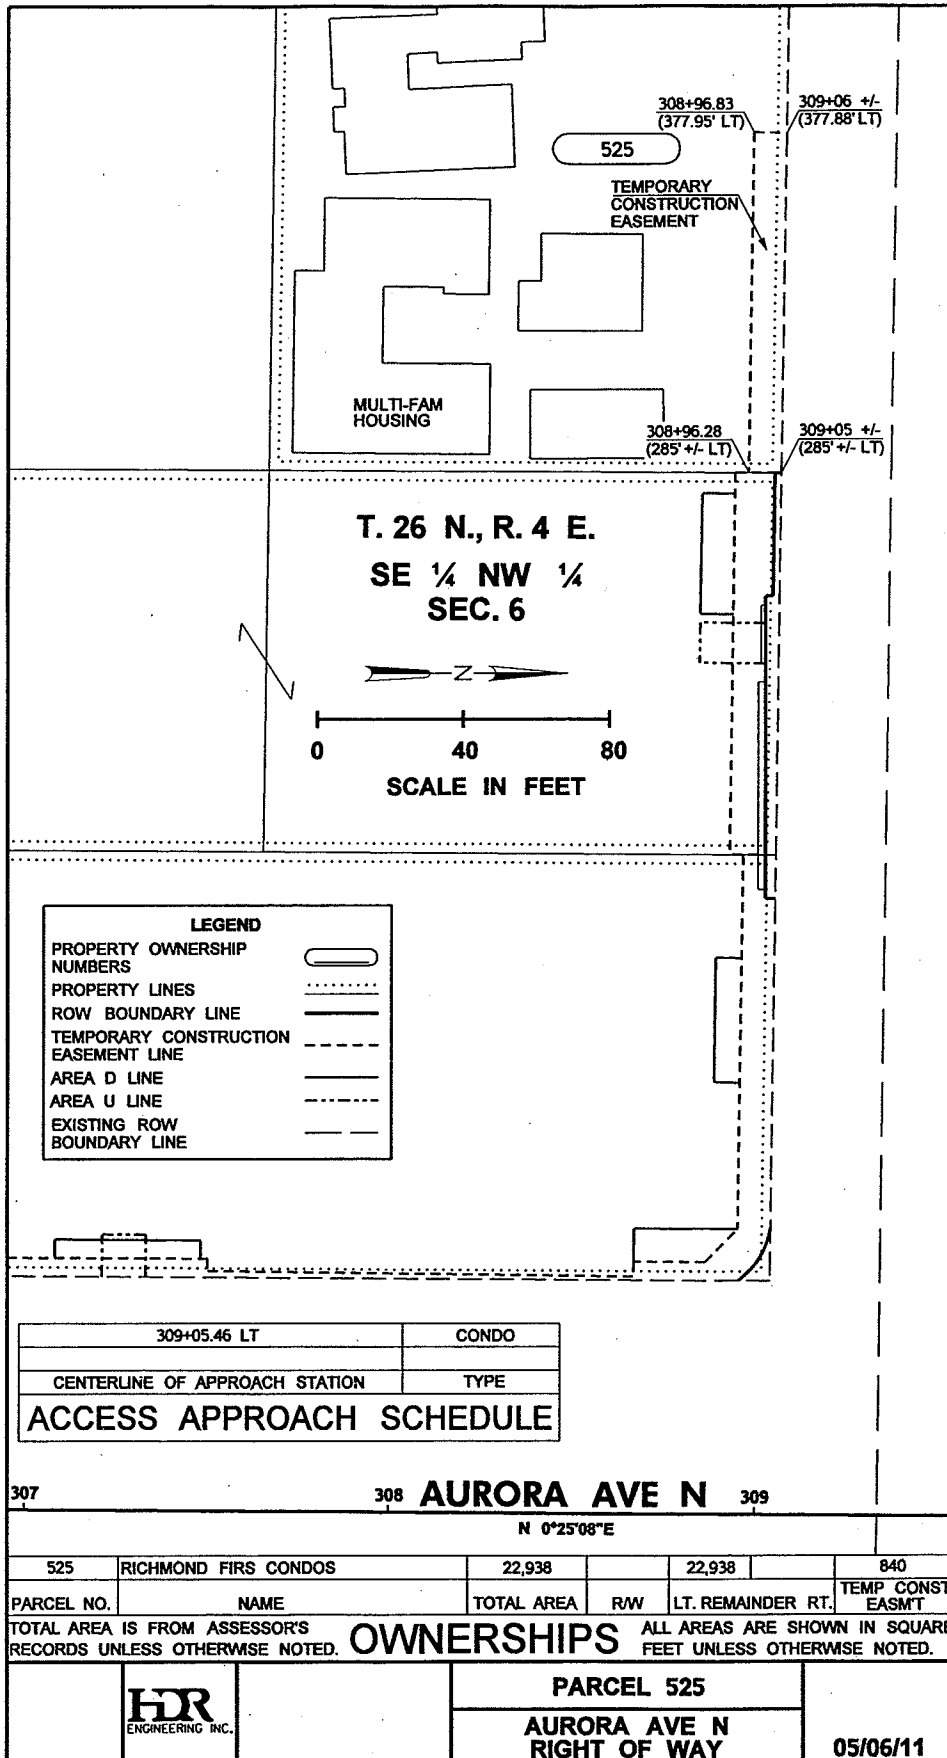 308+96.83
(377.95' LT)
309+06 +/-
(377.88' LT)
525
TEMPORARY
CONSTRUCTION
EASEMENT
MULTI-FAM
HOUSING
308+96.28
(285' +/- LT)
309+05 +/-
(285' +/- LT)
T. 26 N., R. 4 E.
SE ¼ NW ¼
SEC. 6
N
0 40 80
SCALE IN FEET
LEGEND
PROPERTY OWNERSHIP
NUMBERS
PROPERTY LINES
ROW BOUNDARY LINE
TEMPORARY CONSTRUCTION
EASEMENT LINE
AREA D LINE
AREA U LINE
EXISTING ROW
BOUNDARY LINE
309+05.46 LT CONDO
CENTERLINE OF APPROACH STATION TYPE
ACCESS APPROACH SCHEDULE
307 308 AURORA AVE N 309
N 0°25'08"E
525 RICHMOND FIRS CONDOS 22,938 22,938 840
PARCEL NO. NAME TOTAL AREA R/W LT. REMAINDER RT. TEMP CONST
EASM'T
TOTAL AREA IS FROM ASSESSOR'S
RECORDS UNLESS OTHERWISE NOTED.
OWNERSHIPS
ALL AREAS ARE SHOWN IN SQUARE
FEET UNLESS OTHERWISE NOTED.
HDR
ENGINEERING INC.
PARCEL 525
AURORA AVE N
RIGHT OF WAY
05/06/11